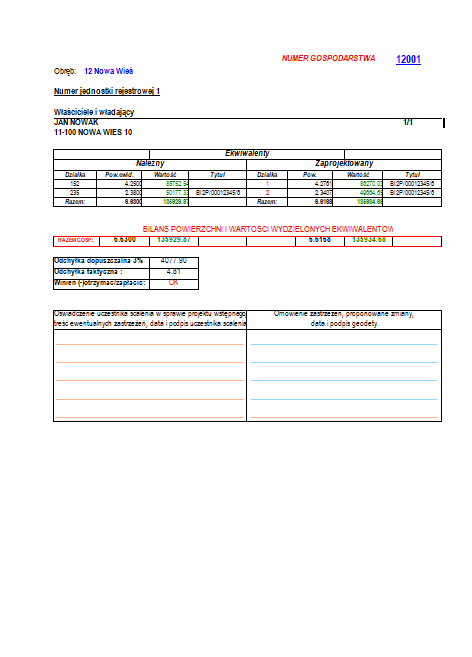 NUMER GOSPODARSTWA 12001
Obręb: 12 Nowa Wieś
Numer jednostki rejestrowej 1
Właściciele i władający
JAN NOWAK 1/1
11-100 NOWA WIES 10
Ekwiwalenty
Należny Zaprojektowany
Działka Pow.ewid. Wartość Tytuł Działka Pow. Wartość Tytuł
152 4.2500 85752.54 BI2P/00012345/6 1 4.2761 86270.03 BI2P/00012345/6
235 2.3800 50177.33 BI2P/00012345/6 2 2.3407 49664.65 BI2P/00012345/6
Razem: 6.6300 135929.87 Razem: 6.6168 135934.68
BILANS POWIERZCHNI I WARTOSCI WYDZIELONYCH EKWIWALENTOW
RAZEM GOSP.: 6.6300 135929.87 6.6168 135934.68
Odchyłka dopuszczalna 3% 4077.90
Odchyłka faktyczna : 4.81
Winien (-)otrzymać/zapłacić: OK
Oświadczenie uczestnika scalenia w sprawie projektu wstępnego,
treść ewentualnych zastrzeżeń, data i podpis uczestnika scalenia
Omówienie zastrzeżeń, proponowane zmiany,
data i podpis geodety.